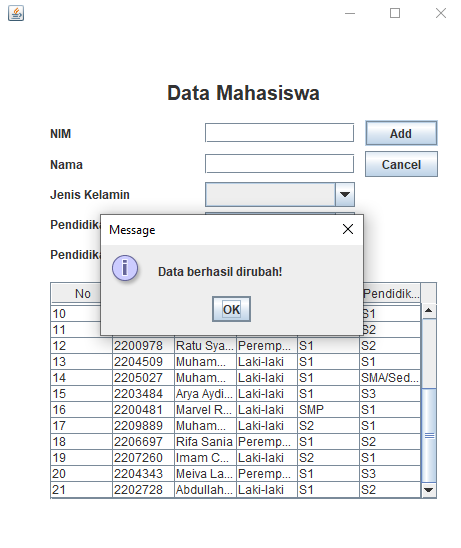 Data Mahasiswa
NIM
Add
Nama
Cancel
Jenis Kelamin
Pendidika
Pendidika
Message
Data berhasil dirubah!
OK
No Pendidik...
10 S1
11 S2
12 2200978 Ratu Sya... Peremp... S1 S2
13 2204509 Muham... Laki-laki S1 S1
14 2205027 Muham... Laki-laki S1 SMA/Sed...
15 2203484 Arya Aydi... Laki-laki S1 S3
16 2200481 Marvel R... Laki-laki SMP S1
17 2209889 Muham... Laki-laki S2 S1
18 2206697 Rifa Sania Peremp... S1 S2
19 2207260 Imam C... Laki-laki S2 S1
20 2204343 Meiva La... Peremp... S1 S3
21 2202728 Abdullah... Laki-laki S1 S2